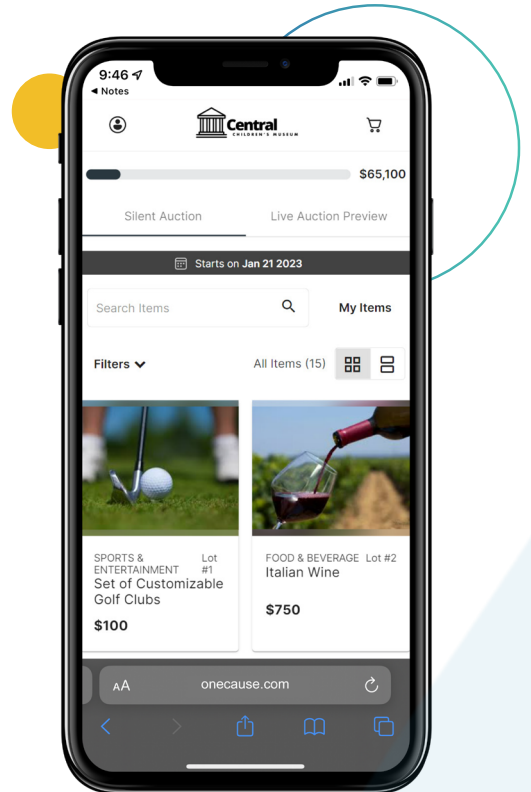 9:46
◀ Notes
Central
CHILDREN'S MUSEUM
$65,100
Silent Auction
Live Auction Preview
Starts on Jan 21 2023
Search Items
My Items
Filters
All Items (15)
SPORTS & ENTERTAINMENT
Lot #1
Set of Customizable
Golf Clubs
$100
FOOD & BEVERAGE Lot #2
Italian Wine
$750
AA
onecause.com